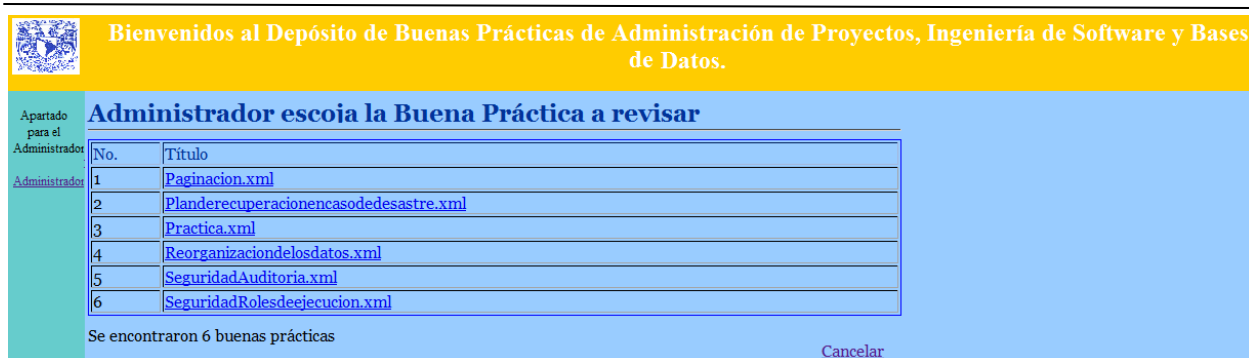 Bienvenidos al Depósito de Buenas Prácticas de Administración de Proyectos, Ingeniería de Software y Bases
de Datos.
Apartado
para el
Administrador
Administrador
Administrador escoja la Buena Práctica a revisar
No. Título
1 Paginacion.xml
2 Planderecuperacionencasodedesastre.xml
3 Practica.xml
4 Reorganizaciondelosdatos.xml
5 SeguridadAuditoria.xml
6 SeguridadRolesdeejecucion.xml
Se encontraron 6 buenas prácticas
Cancelar